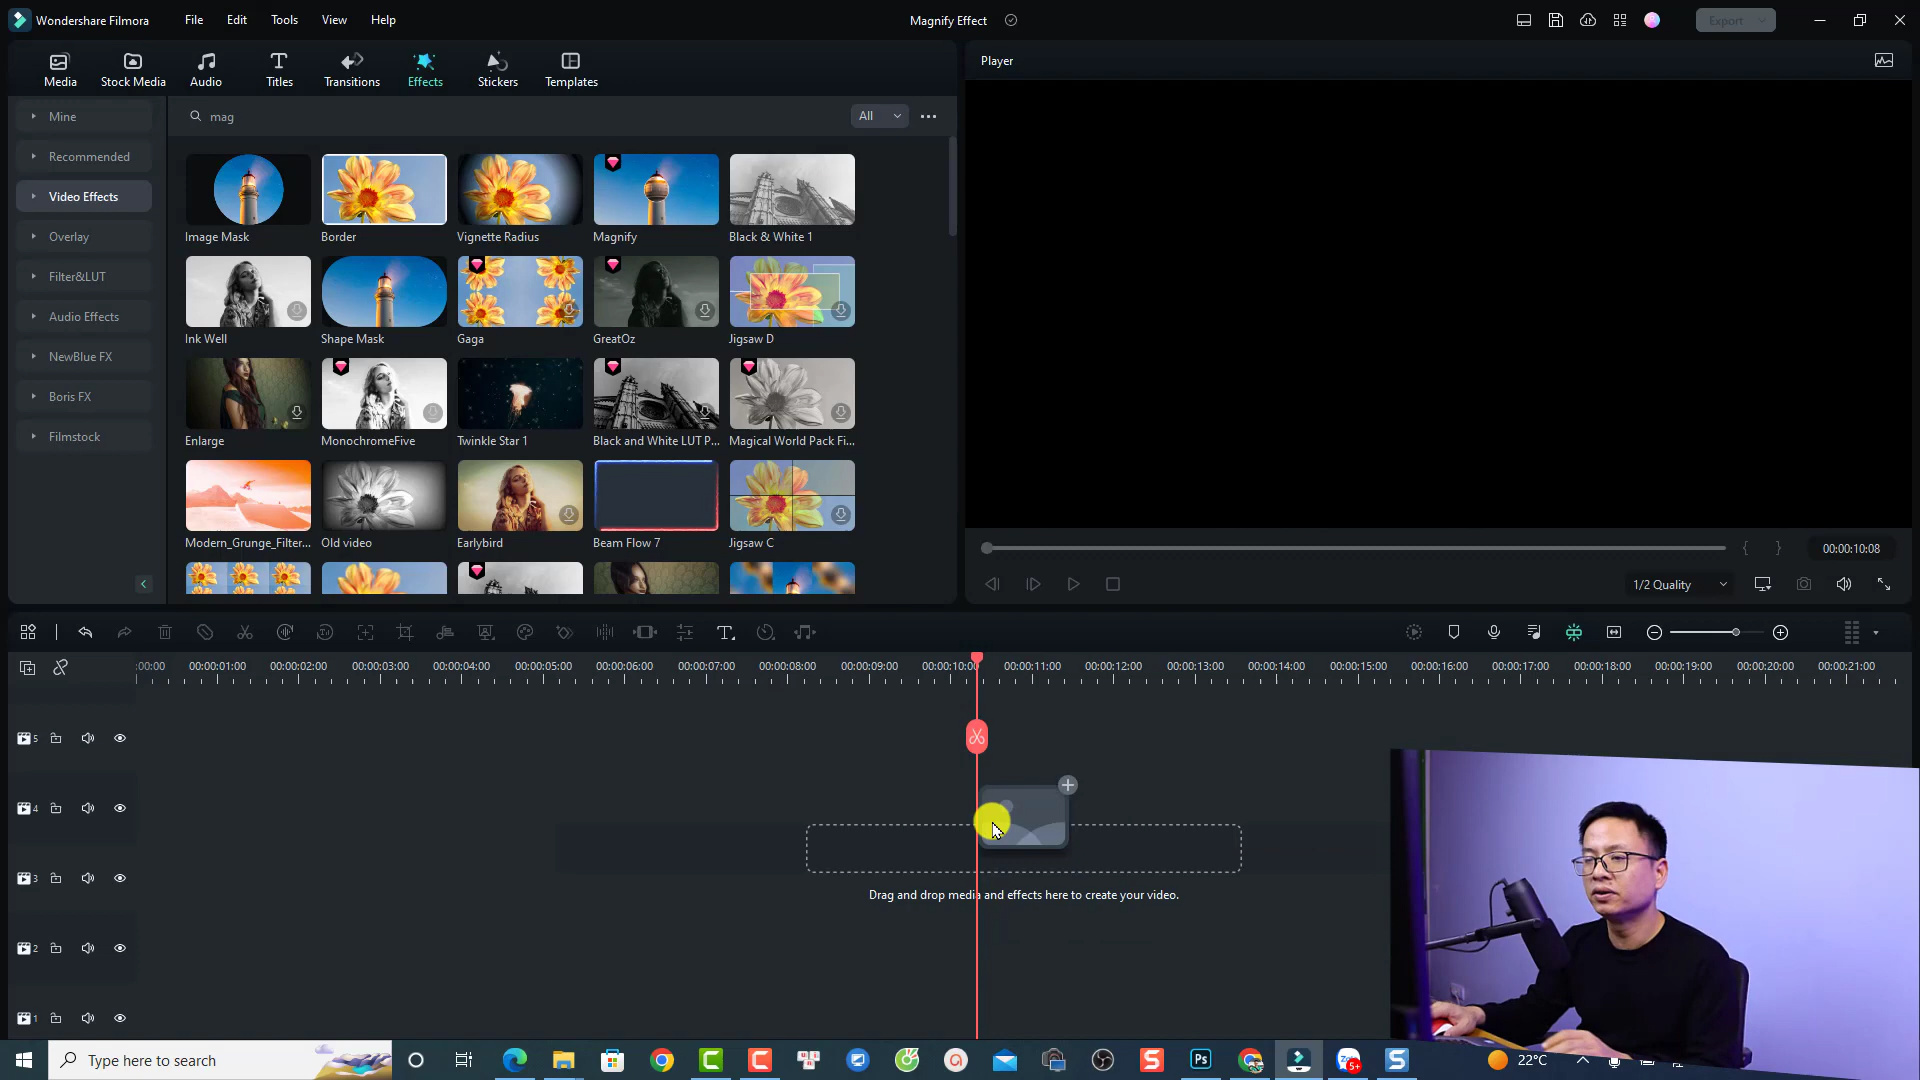 Wondershare Filmora
File
Edit
Tools
View
Help
Magnify Effect
Export
Media
Stock Media
Audio
Titles
Transitions
Effects
Stickers
Templates
Player
Mine
Recommended
Video Effects
Overlay
Filter&LUT
Audio Effects
NewBlue FX
Boris FX
Filmstock
mag
All
Image Mask
Border
Vignette Radius
Magnify
Black & White 1
Ink Well
Shape Mask
Gaga
GreatOz
Jigsaw D
Enlarge
MonochromeFive
Twinkle Star 1
Black and White LUT P...
Magical World Pack Fi...
Modern_Grunge_Filter...
Old video
Earlybird
Beam Flow 7
Jigsaw C
00:00:10:08
1/2 Quality
:00:00
00:00:01:00
00:00:02:00
00:00:03:00
00:00:04:00
00:00:05:00
00:00:06:00
00:00:07:00
00:00:08:00
00:00:09:00
00:00:10:00
00:00:11:00
00:00:12:00
00:00:13:00
00:00:14:00
00:00:15:00
00:00:16:00
00:00:17:00
00:00:18:00
00:00:19:00
00:00:20:00
00:00:21:00
5
4
3
Drag and drop media and effects here to create your video.
2
1
Type here to search
Ps
5+
22°C